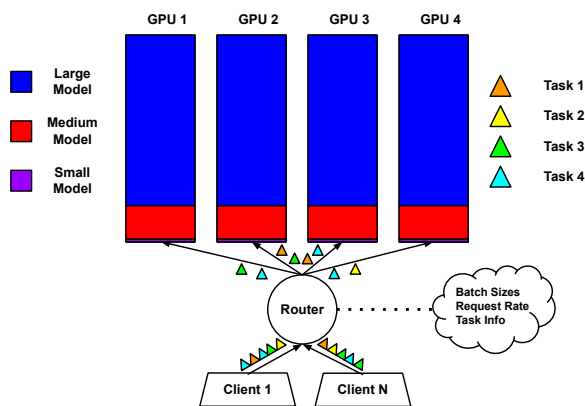 GPU 1
GPU 2
GPU 3
GPU 4
Large
Model
Medium
Model
Small
Model
Task 1
Task 2
Task 3
Task 4
Router
Batch Sizes
Request Rate
Task Info
Client 1
Client N